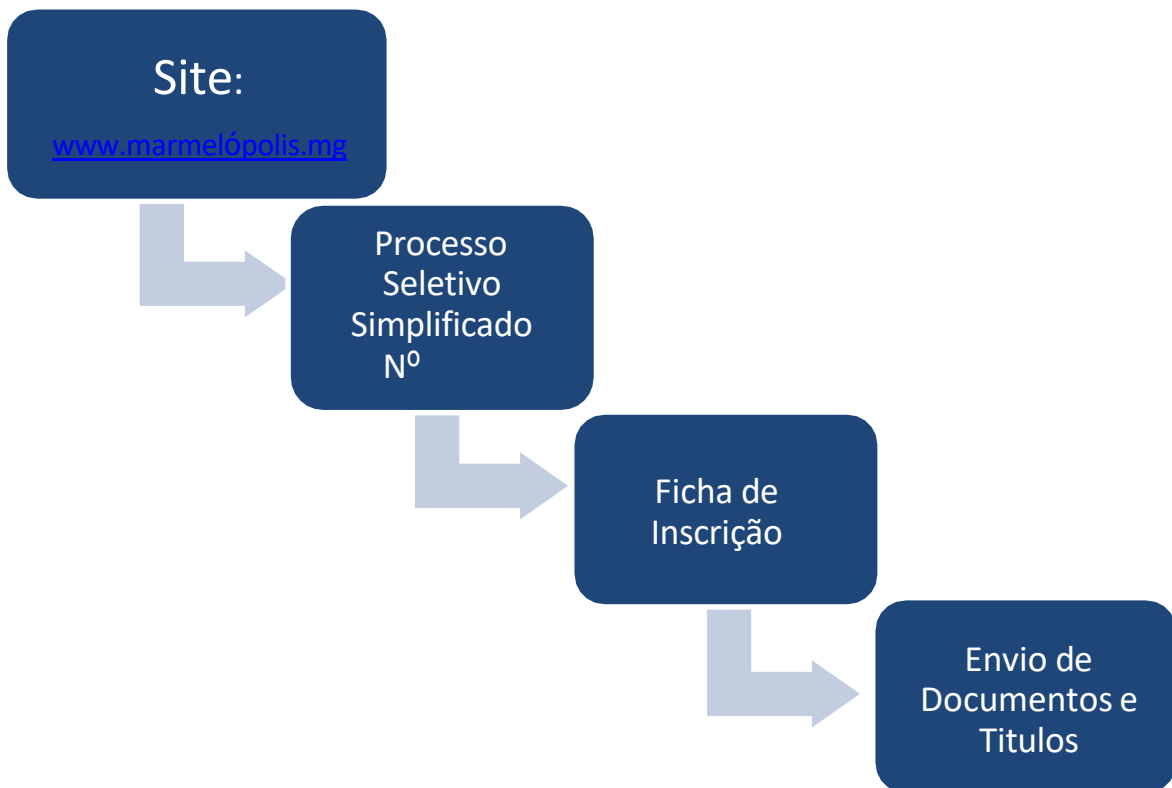 Site:
www.marmelópolis.mg
Processo
Seletivo
Simplificado
Nº
Ficha de
Inscrição
Envio de
Documentos e
Titulos